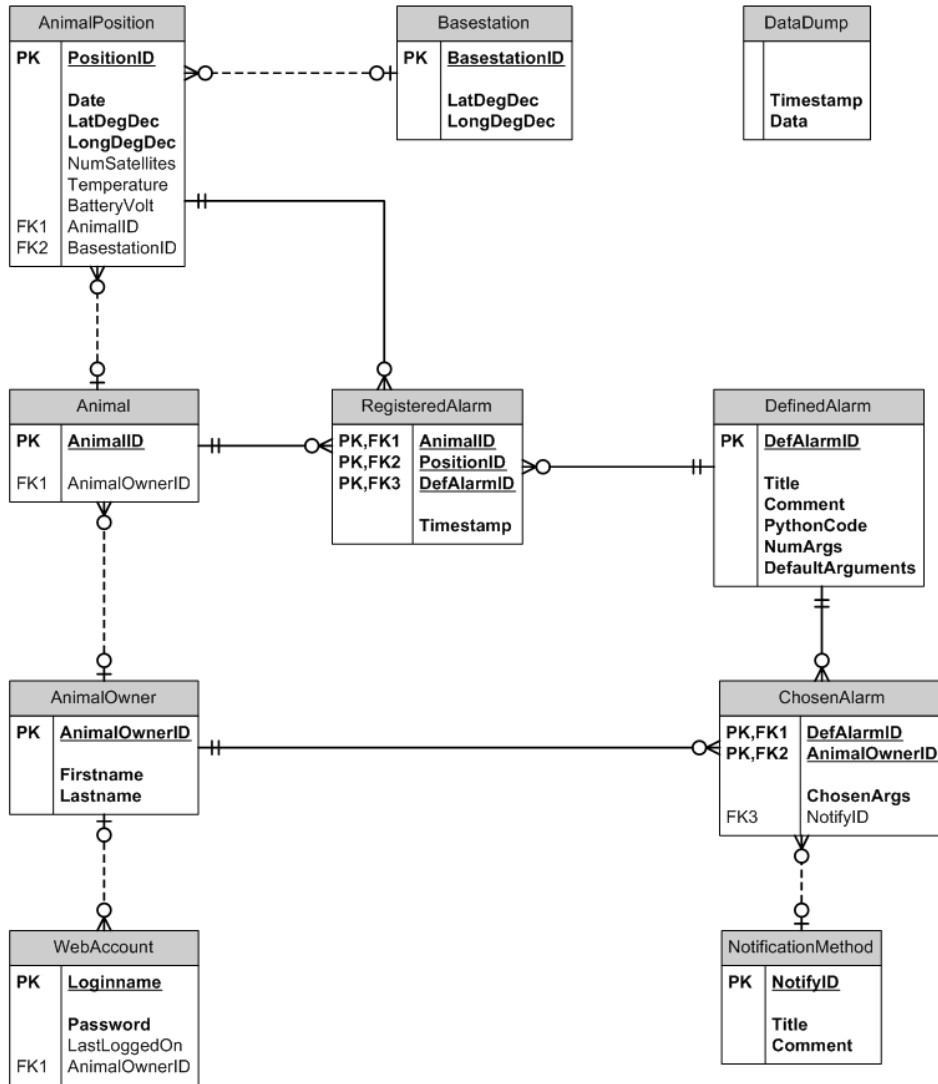 AnimalPosition
PK PositionID
Date
LatDegDec
LongDegDec
NumSatellites
Temperature
BatteryVolt
FK1 AnimalID
FK2 BasestationID
Basestation
PK BasestationID
LatDegDec
LongDegDec
DataDump
Timestamp
Data
Animal
PK AnimalID
FK1 AnimalOwnerID
RegisteredAlarm
PK,FK1 AnimalID
PK,FK2 PositionID
PK,FK3 DefAlarmID
Timestamp
DefinedAlarm
PK DefAlarmID
Title
Comment
PythonCode
NumArgs
DefaultArguments
AnimalOwner
PK AnimalOwnerID
Firstname
Lastname
ChosenAlarm
PK,FK1 DefAlarmID
PK,FK2 AnimalOwnerID
ChosenArgs
FK3 NotifyID
WebAccount
PK Loginname
Password
LastLoggedOn
FK1 AnimalOwnerID
NotificationMethod
PK NotifyID
Title
Comment